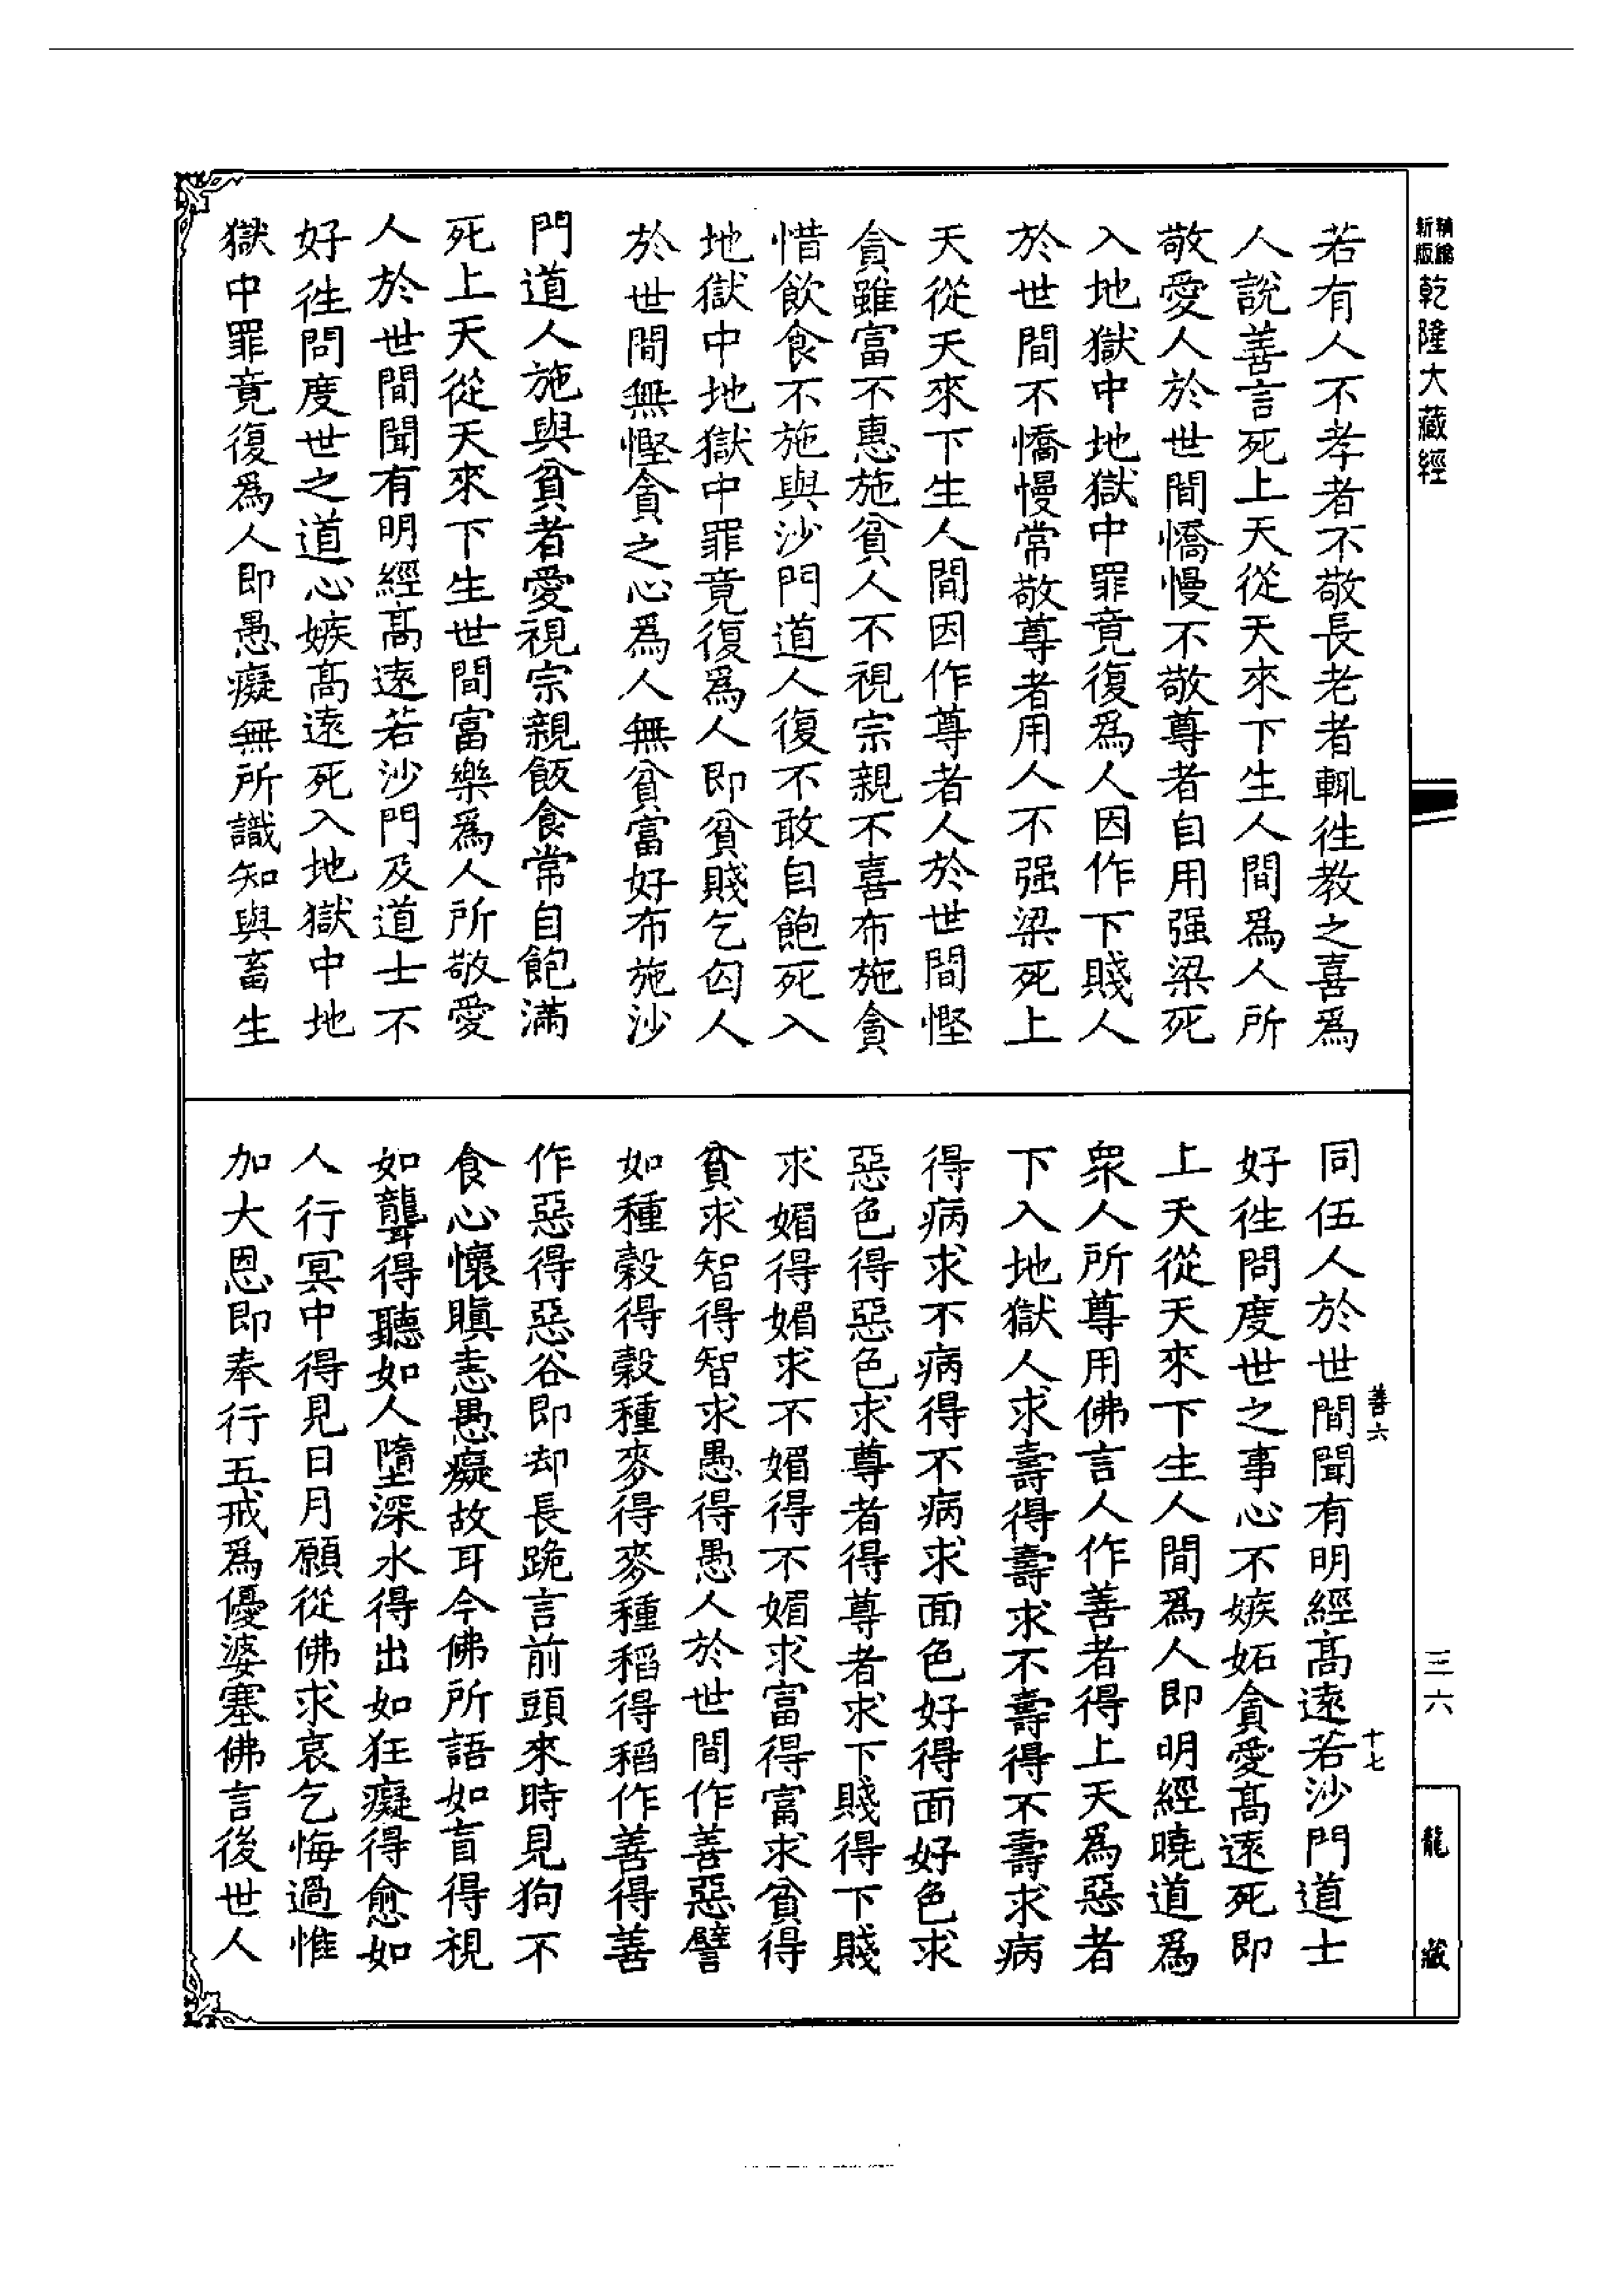 精繪
新版
乾隆大藏經
若有人不孝者不敬長老者輙徃教之喜爲
人說善言死上天從天來下生人間爲人所
敬愛人於世間憍慢不敬尊者自用强梁死
入地獄中地獄中罪竟復爲人因作下賤人
於世間不憍慢常敬尊者用人不强梁死上
天從天來下生人間因作尊者人於世間慳
貪雖富不惠施貧人不視宗親不喜布施貪
惜飲食不施與沙門道人復不敢自飽死入
地獄中地獄中罪竟復爲人即貧賤乞匃人
於世間無慳貪之心爲人無貧富好布施沙
門道人施與貧者愛視宗親飯食常自飽滿
死上天從天來下生世間富樂爲人所敬愛
人於世間聞有明經髙遠若沙門及道士不
好徃問度世之道心嫉髙遠死入地獄中地
獄中罪竟復爲人即愚癡無所識知與畜生
善六
同伍人於世間聞有明經髙遠若沙門道士
好徃問度世之事心不嫉妬貪愛髙遠死即
上天從天來下生人間爲人即明經曉道爲
衆人所尊用佛言人作善者得上天爲惡者
下入地獄人求壽得壽求不壽得不壽求病
得病求不病得不病求面色好得面好色求
惡色得惡色求尊者得尊者求下賤得下賤
求媚得媚求不媚得不媚求富得富求貧得
貧求智得智求愚得愚人於世間作善惡譬
如種穀得穀種麥得麥種稻得稻作善得善
作惡得惡谷即却長跪言前頭來時見狗不
食心懷瞋恚愚癡故耳今佛所語如盲得視
如聾得聽如人墮深水得出如狂癡得愈如
人行冥中得見日月願從佛求哀乞悔過惟
加大恩即奉行五戒爲優婆塞佛言後世人
三六
十七
龍藏